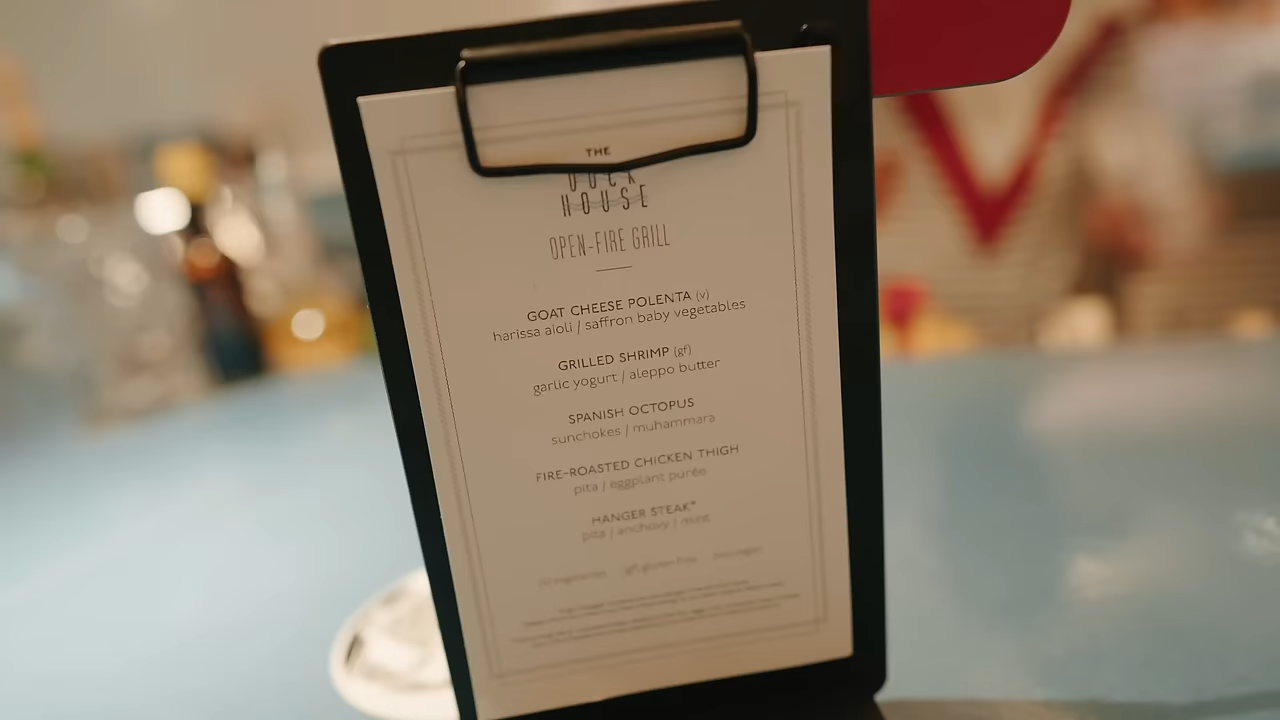 THE
DOCK
HOUSE
OPEN-FIRE GRILL
GOAT CHEESE POLENTA (v)
harissa aioli / saffron baby vegetables
GRILLED SHRIMP (gf)
garlic yogurt / aleppo butter
SPANISH OCTOPUS
sunchokes / muhammara
FIRE-ROASTED CHICKEN THIGH
pita / eggplant purée
HANGER STEAK*
pita / anchovy / mint